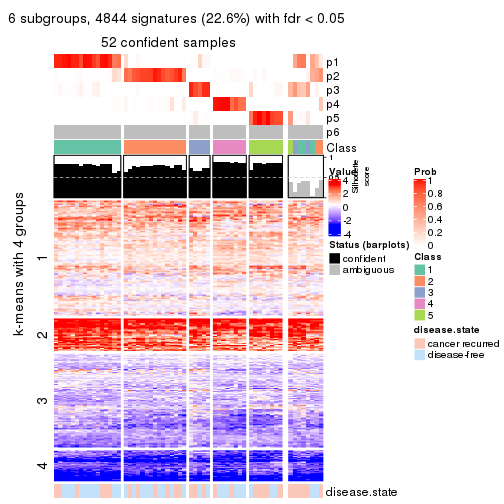 6 subgroups, 4844 signatures (22.6%) with fdr < 0.05
52 confident samples
p1
p2
p3
p4
p5
p6
Class
1
0.5
Silhouette
score
k-means with 4 groups
1
2
3
4
disease.state
Value
4
2
0
-2
-4
Status (barplots)
confident
ambiguous
Prob
1
0.8
0.6
0.4
0.2
0
Class
1
2
3
4
5
disease.state
cancer recurred
disease-free